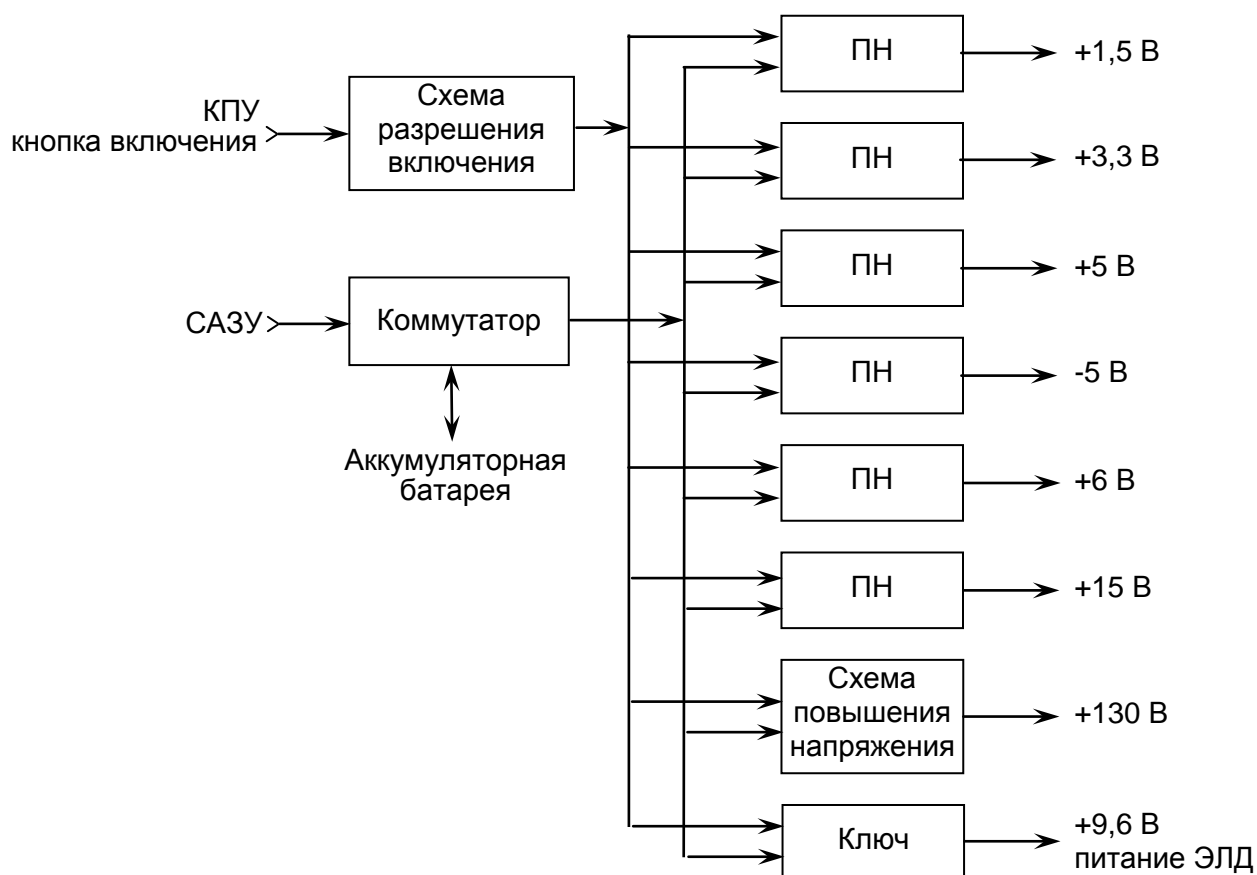 КПУ
кнопка включения
Схема
разрешения
включения
САЗУ
Коммутатор
Аккумуляторная
батарея
ПН
+1,5 В
ПН
+3,3 В
ПН
+5 В
ПН
-5 В
ПН
+6 В
ПН
+15 В
Схема
повышения
напряжения
+130 В
Ключ
+9,6 В
питание ЭЛД